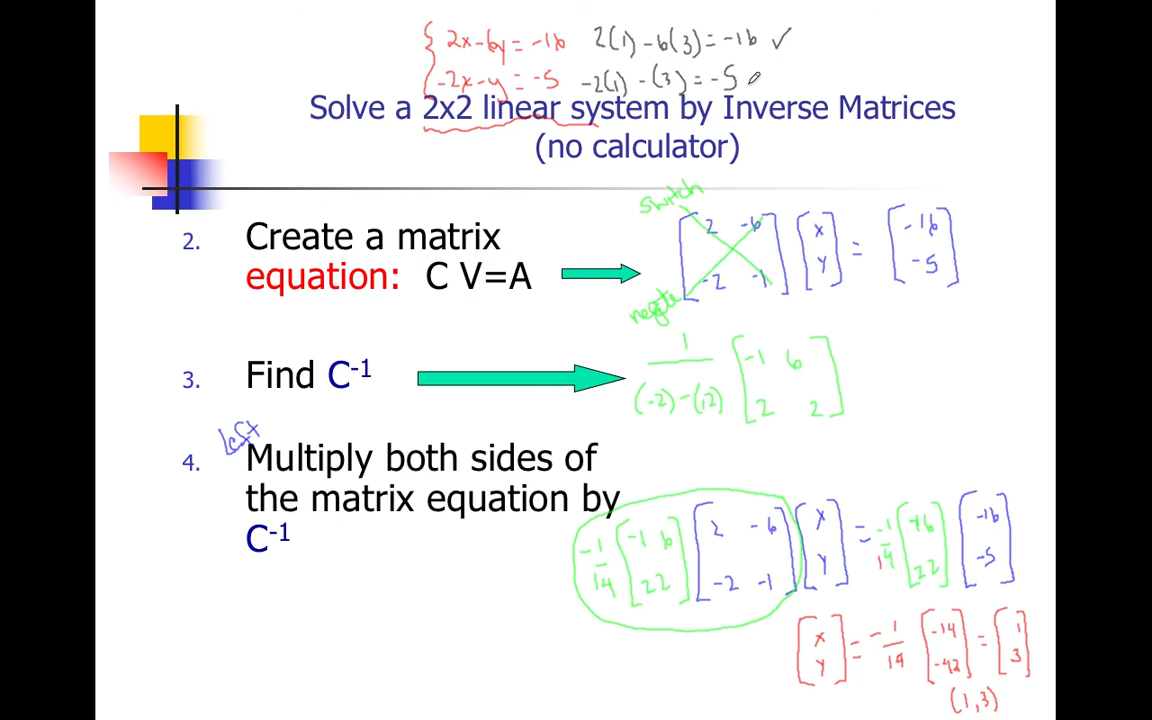 2x-6y=-16 2(1)-6(3)=-16 ✓
-2x-y=-5 -2(1)-(3)=-5
Solve a 2x2 linear system by Inverse Matrices
(no calculator)
switch
2. Create a matrix
equation: C V=A
[2 -6; -2 -1] [x; y] = [-16; -5]
negate
3. Find C-1
1/((-2)-(12)) [-1 6; 2 2]
left
4. Multiply both sides of
the matrix equation by
C-1
-1/14 [-1 6; 2 2] [2 -6; -2 -1] [x; y] = -1/14 [-1 6; 2 2] [-16; -5]
[x; y] = -1/14 [-14; -42] = [1; 3]
(1,3)